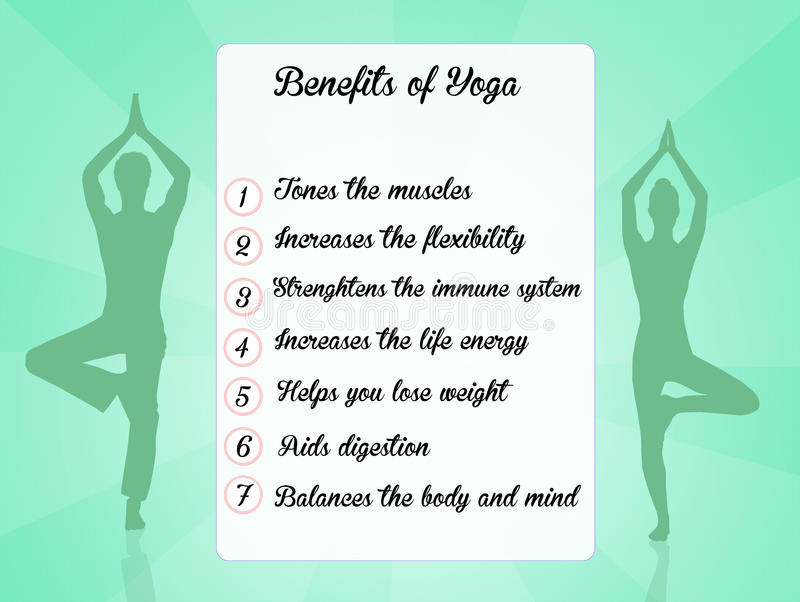 Benefits of Yoga
1 Tones the muscles
2 Increases the flexibility
3 Strenghtens the immune system
dreamstime.com
4 Increases the life energy
5 Helps you lose weight
6 Aids digestion
7 Balances the body and mind